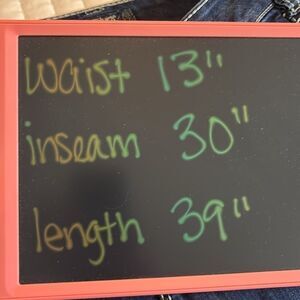 waist 13"
inseam 30"
length 39"